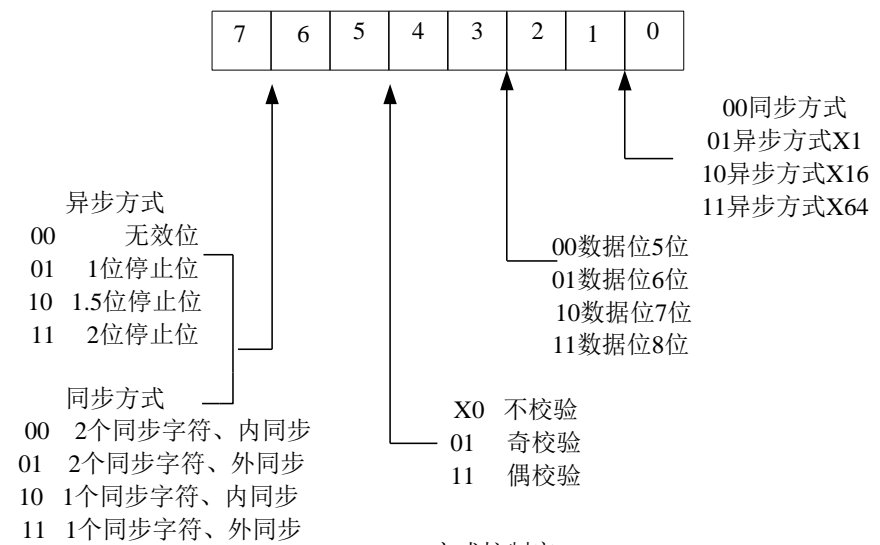 7 6 5 4 3 2 1 0
00同步方式
01异步方式X1
10异步方式X16
11异步方式X64
异步方式
00 无效位
01 1位停止位
10 1.5位停止位
11 2位停止位
00数据位5位
01数据位6位
10数据位7位
11数据位8位
同步方式
00 2个同步字符、内同步
01 2个同步字符、外同步
10 1个同步字符、内同步
11 1个同步字符、外同步
X0 不校验
01 奇校验
11 偶校验